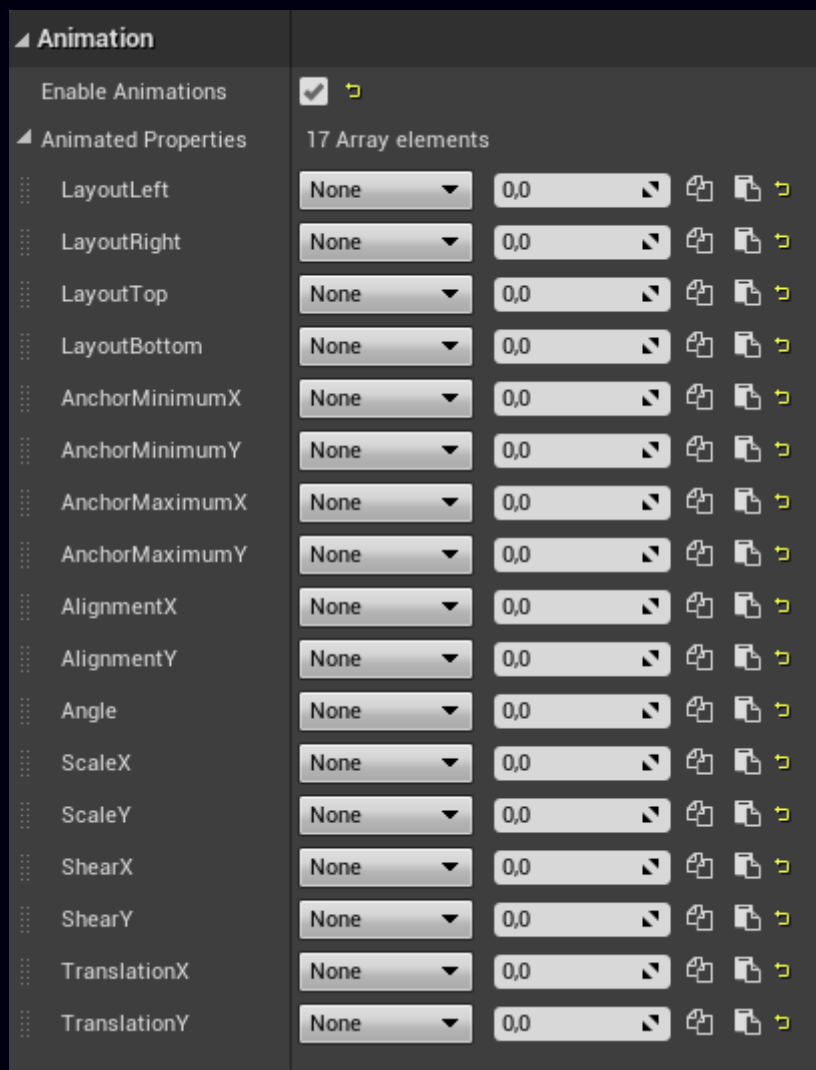 Animation
Enable Animations
Animated Properties 17 Array elements
LayoutLeft None 0,0
LayoutRight None 0,0
LayoutTop None 0,0
LayoutBottom None 0,0
AnchorMinimumX None 0,0
AnchorMinimumY None 0,0
AnchorMaximumX None 0,0
AnchorMaximumY None 0,0
AlignmentX None 0,0
AlignmentY None 0,0
Angle None 0,0
ScaleX None 0,0
ScaleY None 0,0
ShearX None 0,0
ShearY None 0,0
TranslationX None 0,0
TranslationY None 0,0